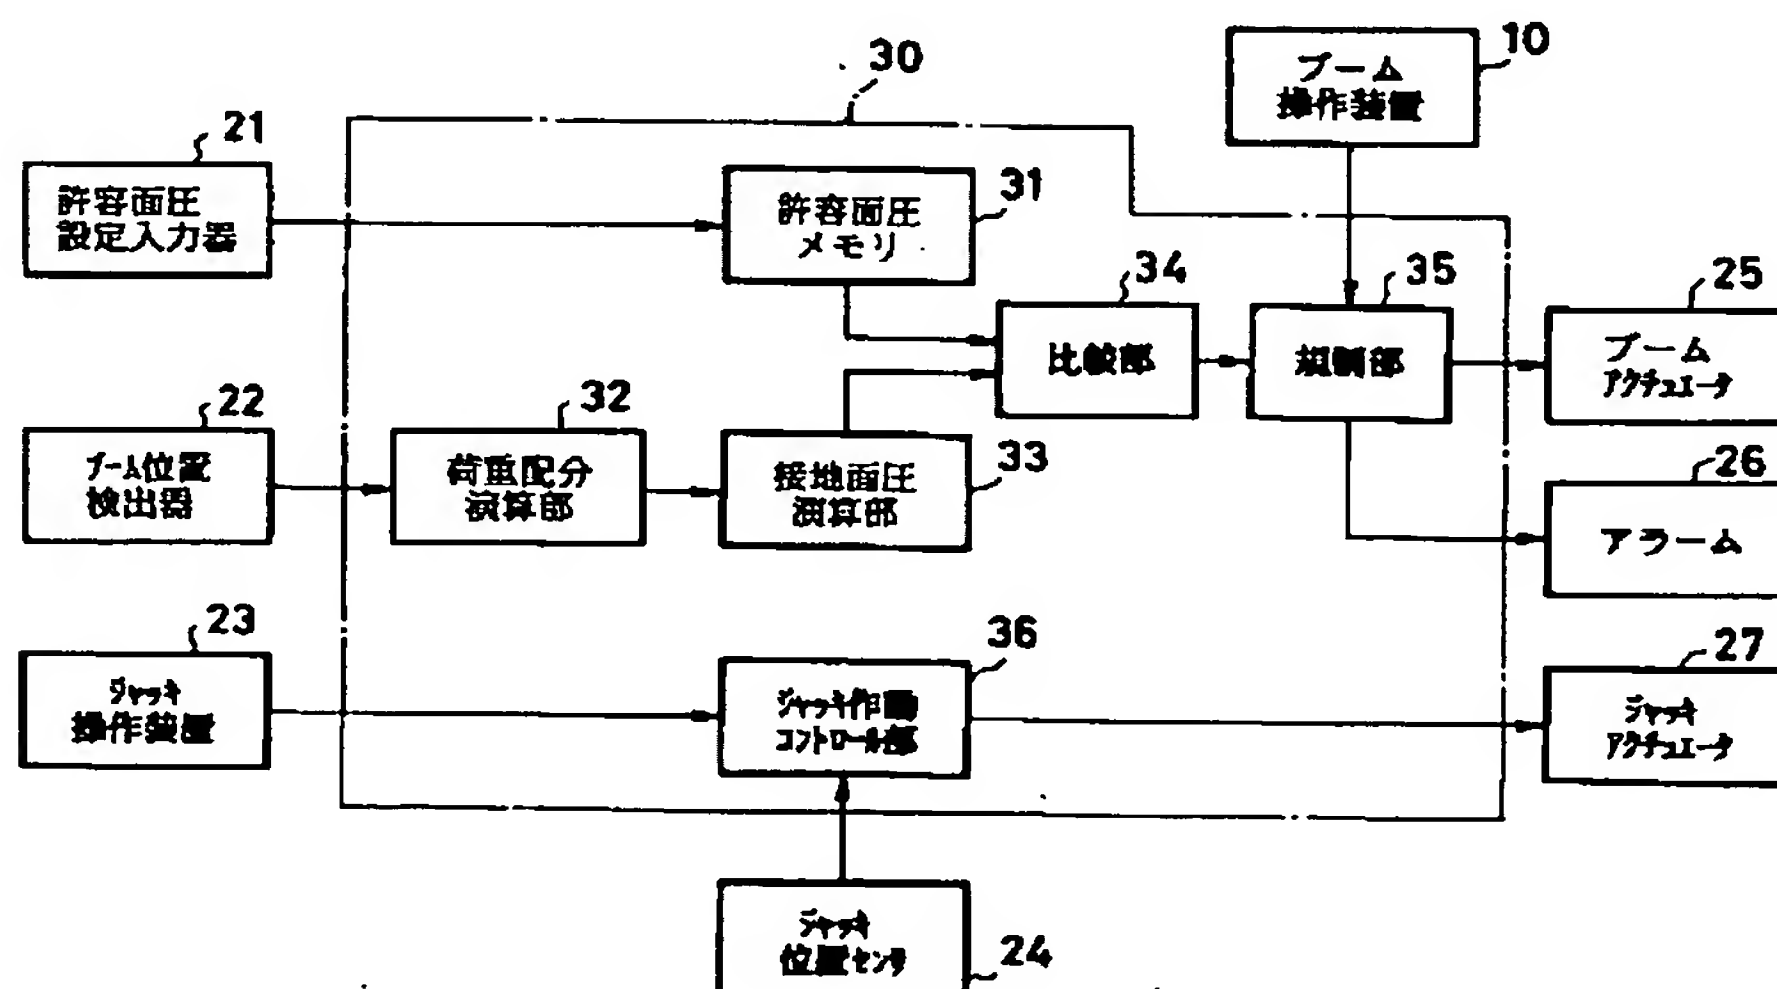 30
10
ブーム
操作装置
21
許容面圧
設定入力器
31
許容面圧
メモリ
34
比較部
35
規制部
25
ブーム
アクチュエータ
22
ブーム位置
検出器
32
荷重配分
演算部
33
接地面圧
演算部
26
アラーム
23
ジャッキ
操作装置
36
ジャッキ作動
コントロール部
27
ジャッキ
アクチュエータ
24
ジャッキ
位置センサ